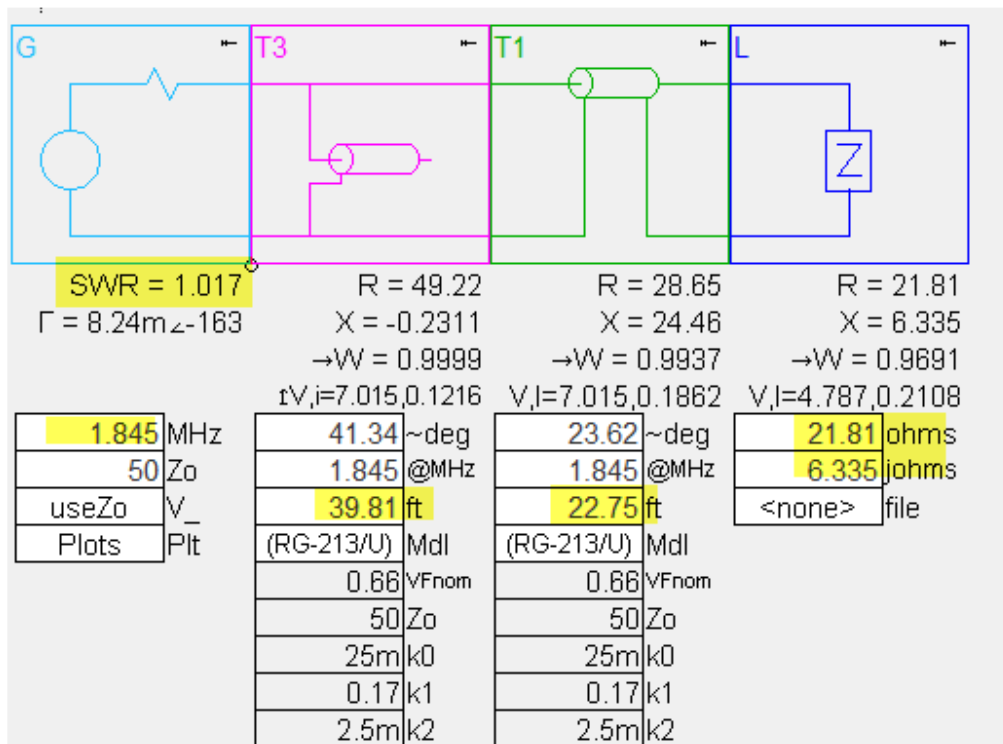 G T3 T1 L
Z
SWR = 1.017 R = 49.22 R = 28.65 R = 21.81
Γ = 8.24m∠-163 X = -0.2311 X = 24.46 X = 6.335
→W = 0.9999 →W = 0.9937 →W = 0.9691
tV,i=7.015,0.1216 V,I=7.015,0.1862 V,I=4.787,0.2108
1.845 MHz 41.34 ~deg 23.62 ~deg 21.81 ohms
50 Zo 1.845 @MHz 1.845 @MHz 6.335 johms
useZo V_ 39.81 ft 22.75 ft <none> file
Plots Plt (RG-213/U) Mdl (RG-213/U) Mdl
0.66 VFnom 0.66 VFnom
50 Zo 50 Zo
25m k0 25m k0
0.17 k1 0.17 k1
2.5m k2 2.5m k2